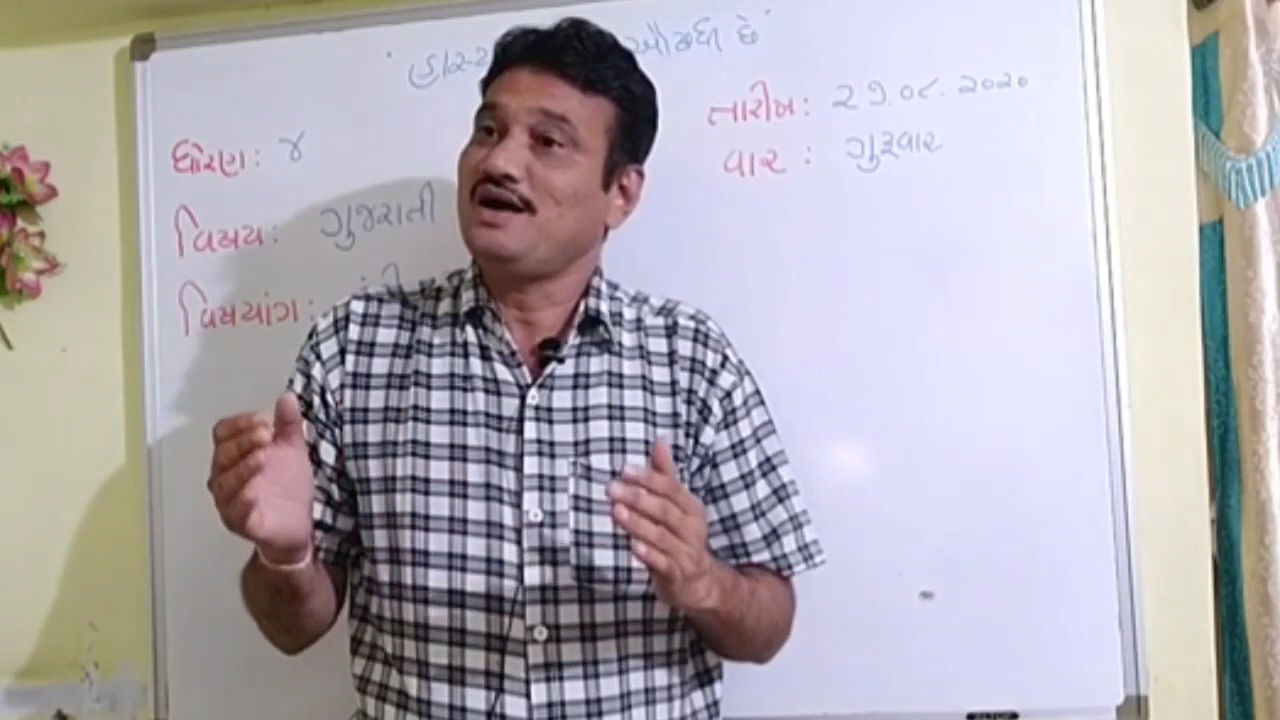 ઔષધી છે'
તારીખ: ૨૭.૦૮.૨૦૨૦
ધોરણ: ૪
વાર : ગુરૂવાર
વિષય: ગુજરાતી
વિષયાંગ: